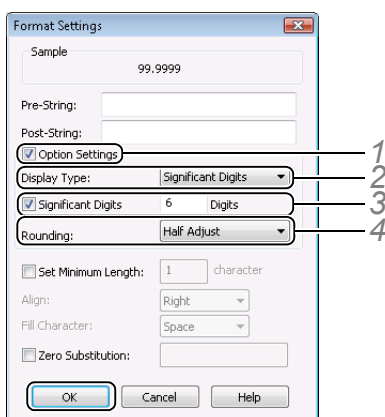 Format Settings
Sample
99.9999
Pre-String:
Post-String:
Option Settings 1
Display Type: Significant Digits 2
Significant Digits 6 Digits 3
Rounding: Half Adjust 4
Set Minimum Length: 1 character
Align: Right
Fill Character: Space
Zero Substitution:
OK Cancel Help